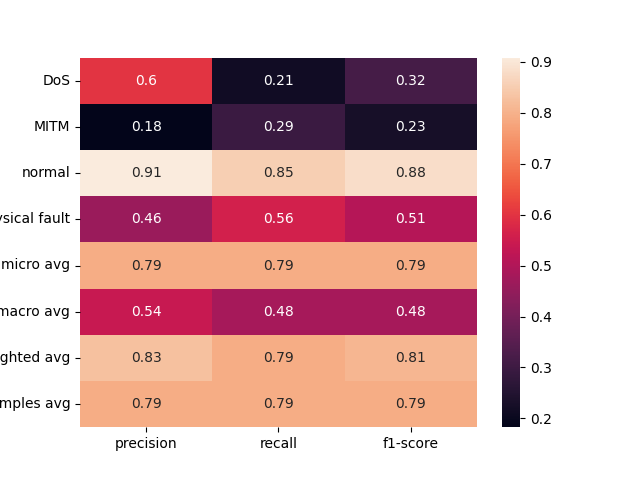 DoS 0.6 0.21 0.32
MITM 0.18 0.29 0.23
normal 0.91 0.85 0.88
ysical fault 0.46 0.56 0.51
micro avg 0.79 0.79 0.79
macro avg 0.54 0.48 0.48
ghted avg 0.83 0.79 0.81
mples avg 0.79 0.79 0.79
precision recall f1-score
0.9
0.8
0.7
0.6
0.5
0.4
0.3
0.2